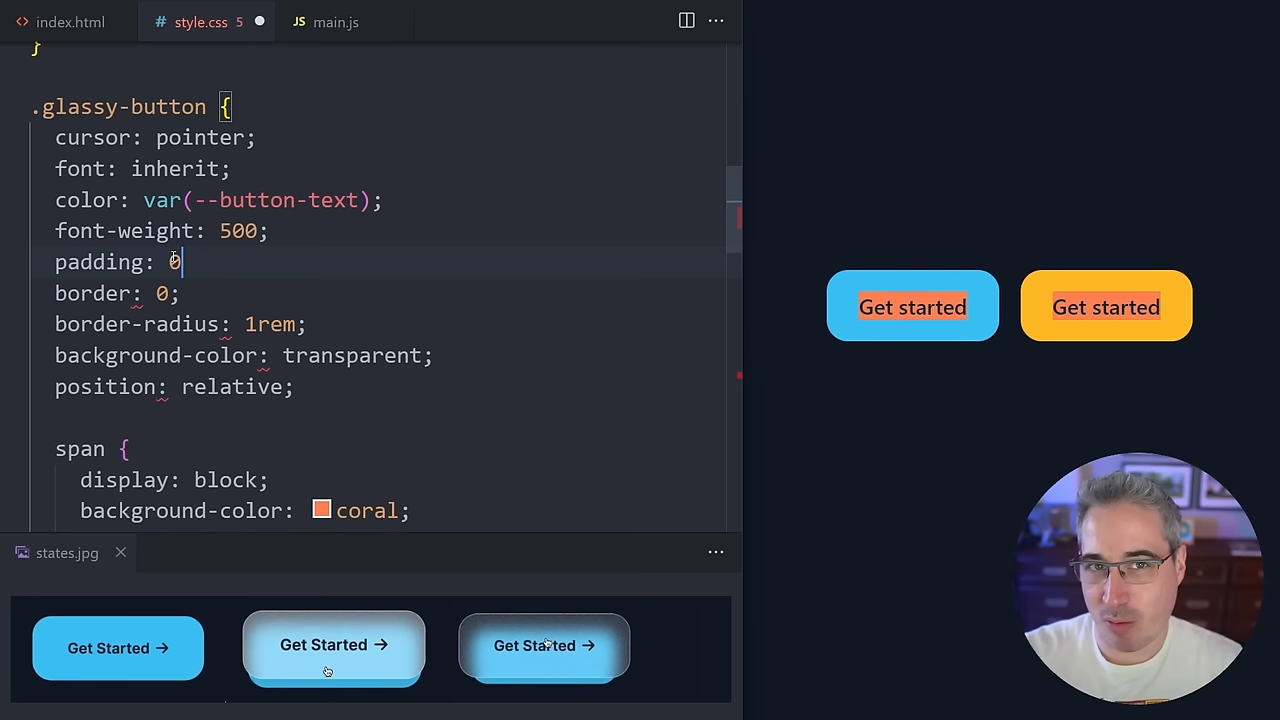 index.html
style.css 5
JS main.js
}
.glassy-button {
cursor: pointer;
font: inherit;
color: var(--button-text);
font-weight: 500;
padding: 0
border: 0;
border-radius: 1rem;
background-color: transparent;
position: relative;
span {
display: block;
background-color: coral;
Get started
Get started
states.jpg
Get Started →
Get Started →
Get Started →